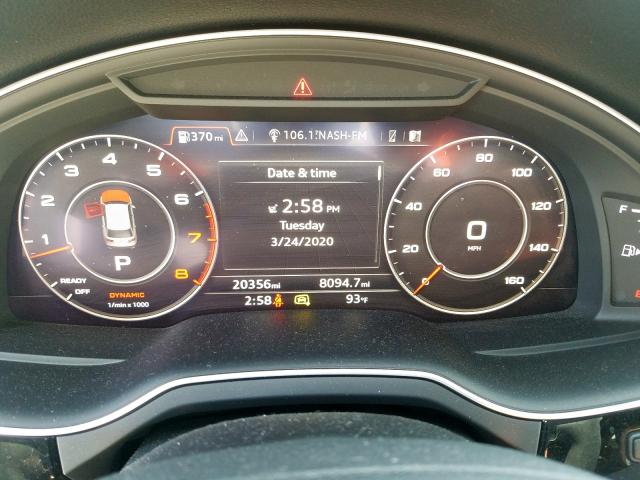 370 mi
106.1:NASH-FM
Date & time
2:58 PM
Tuesday
3/24/2020
20356mi 8094.7mi
2:58 93°F
1 2 3 4 5 6 7 8
READY
OFF
P
DYNAMIC
1/min x 1000
20 40 60 80 100 120 140 160
0
MPH
F